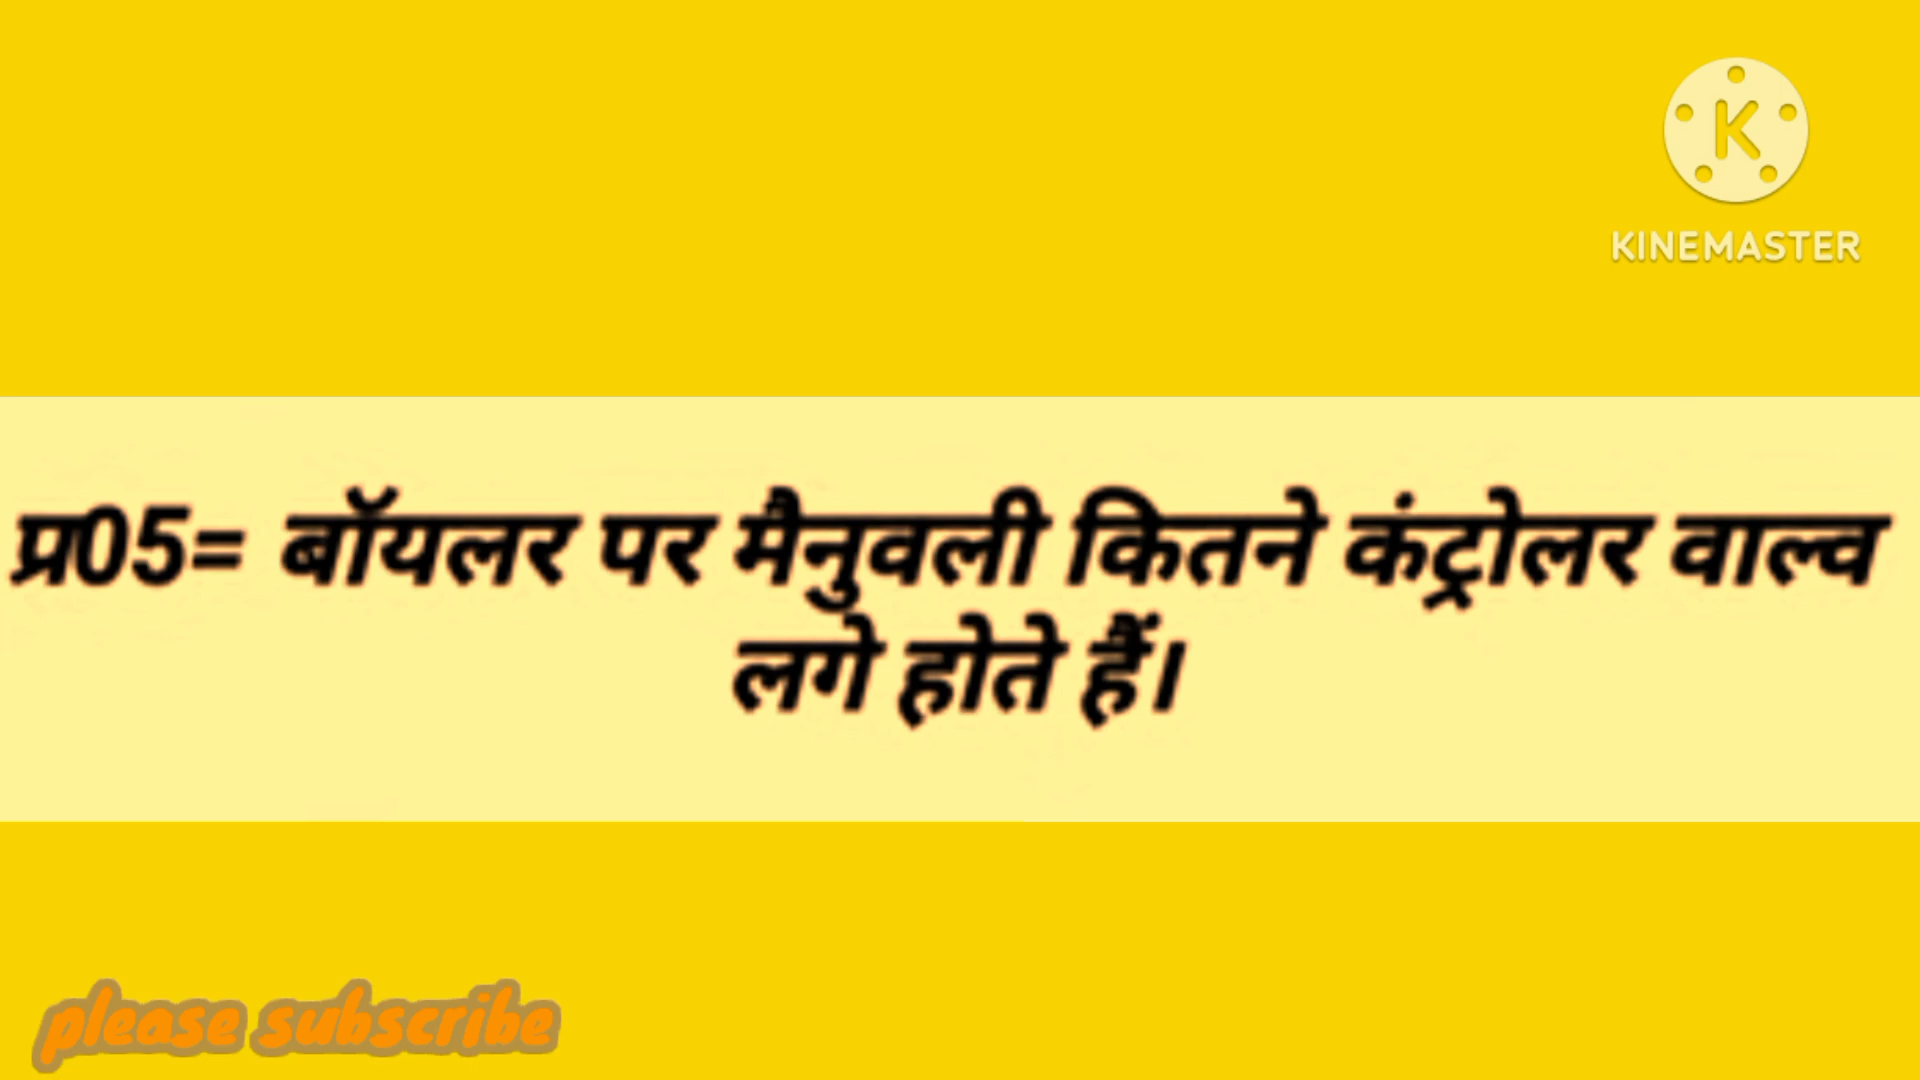 KINEMASTER
प्र05= बॉयलर पर मैनुवली कितने कंट्रोलर वाल्व
लगे होते हैं।
please subscribe